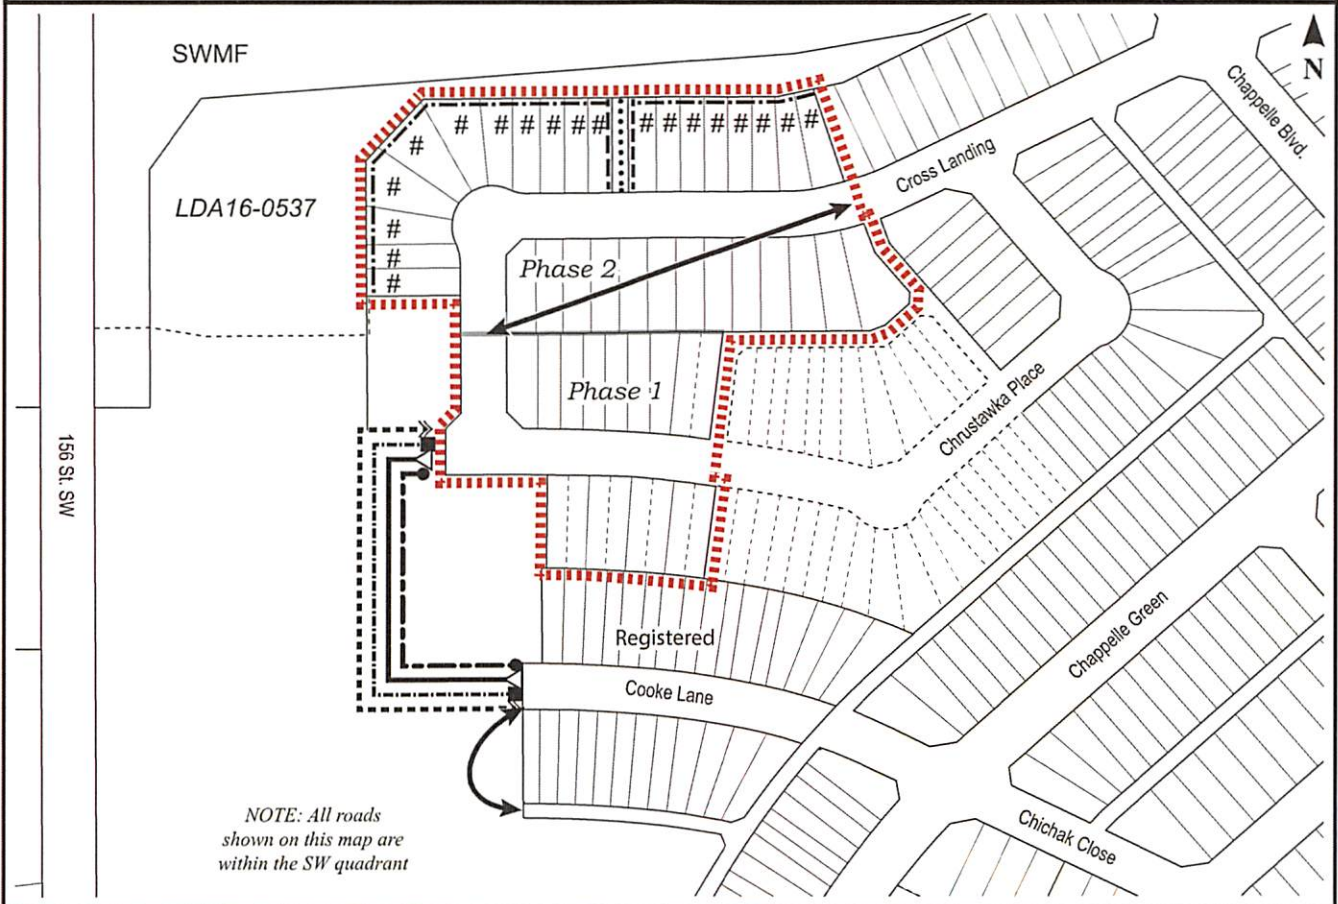 SWMF
N
Chappelle Blvd.
# # # # # # # # # # # # # #
#
Cross Landing
#
LDA16-0537
#
Phase 2
#
#
Phase 1
Chrustawka Place
156 St. SW
Chappelle Green
Registered
Cooke Lane
NOTE: All roads
shown on this map are
within the SW quadrant
Chichak Close